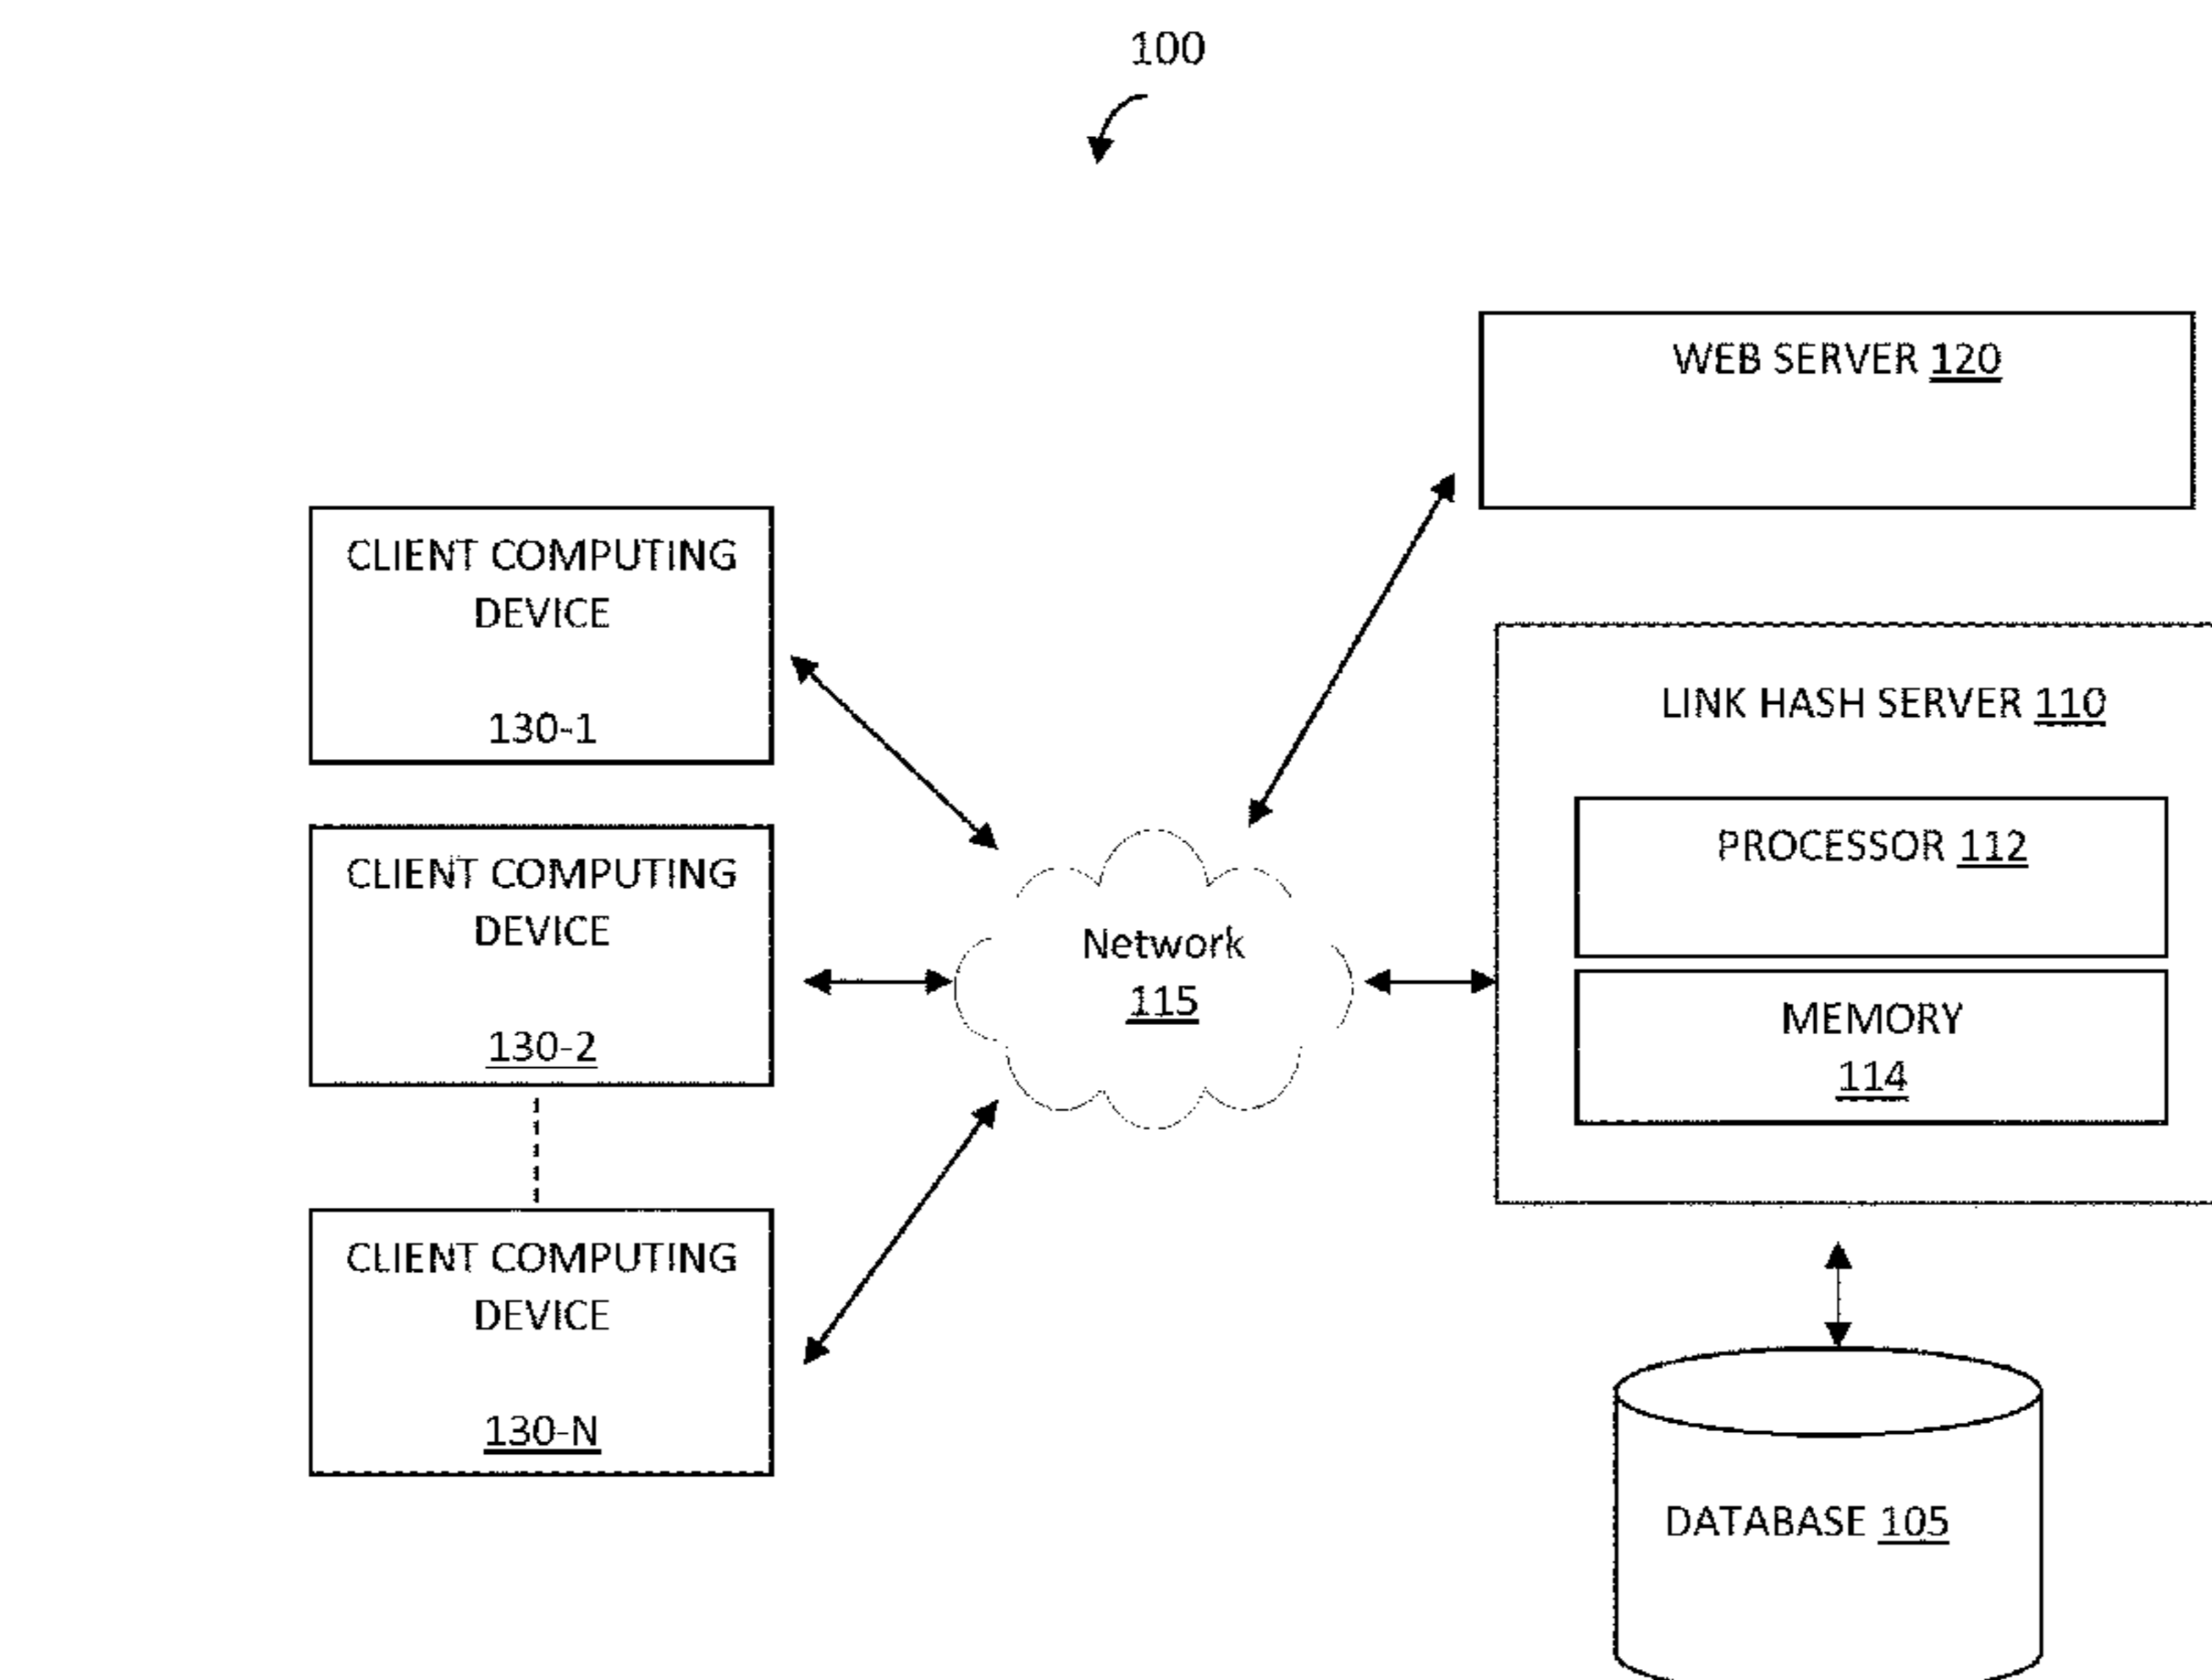 100
WEB SERVER 120
CLIENT COMPUTING
DEVICE
130-1
LINK HASH SERVER 110
PROCESSOR 112
CLIENT COMPUTING
DEVICE
130-2
Network
115
MEMORY
114
CLIENT COMPUTING
DEVICE
130-N
DATABASE 105